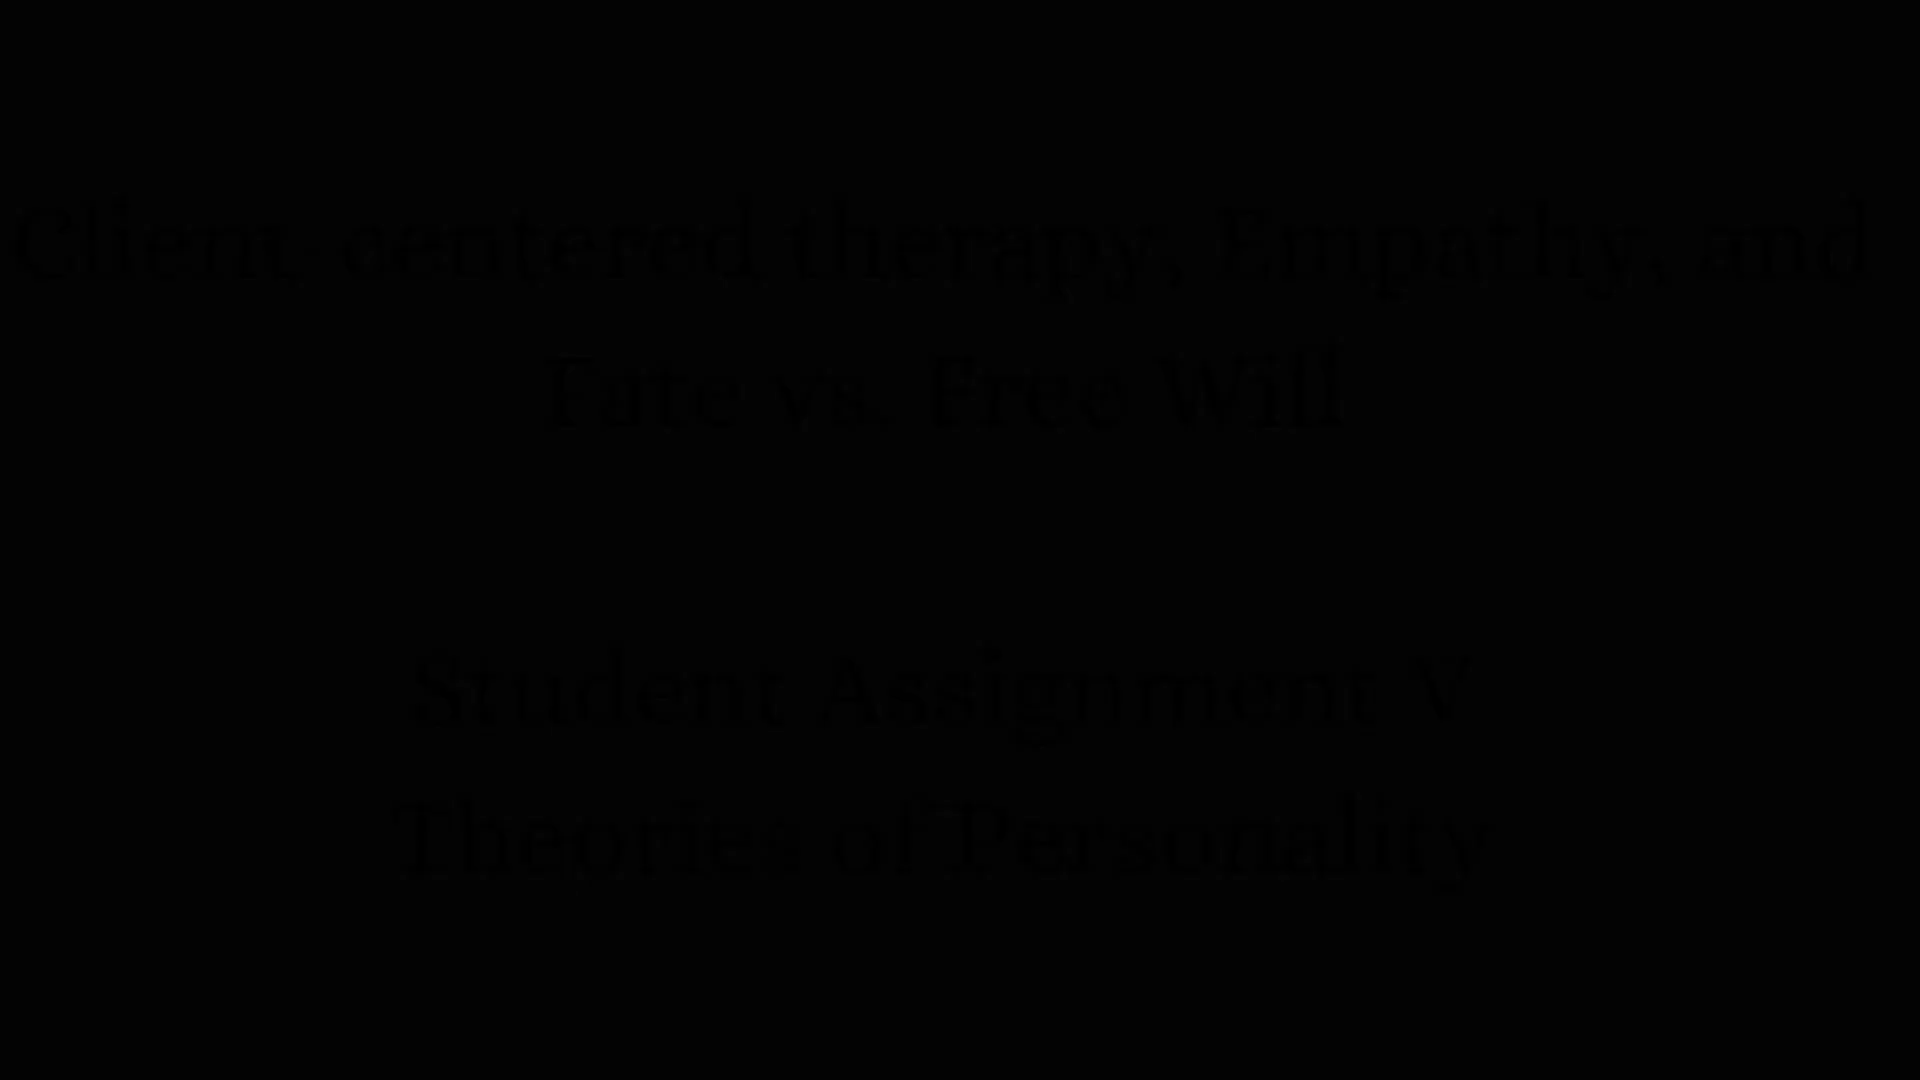 Client-centered therapy, Empathy, and
Fate vs. Free Will
Student Assignment V
Theories of Personality